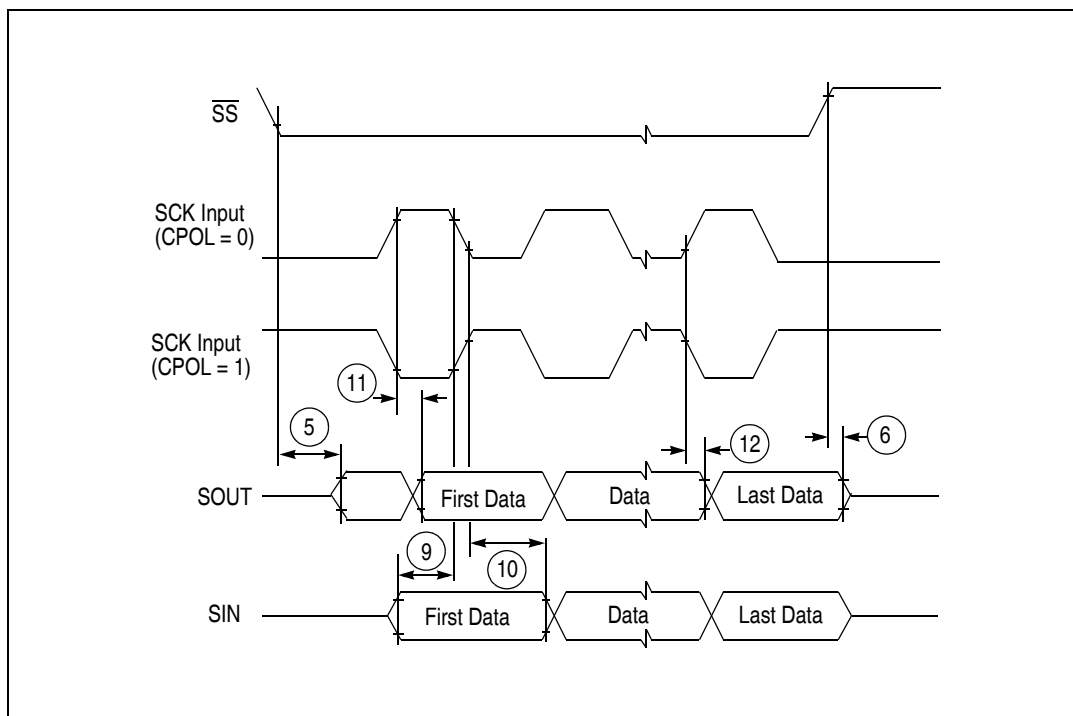 SS
SCK Input
(CPOL = 0)
SCK Input
(CPOL = 1)
11
5
12
6
SOUT
First Data
Data
Last Data
9
10
SIN
First Data
Data
Last Data